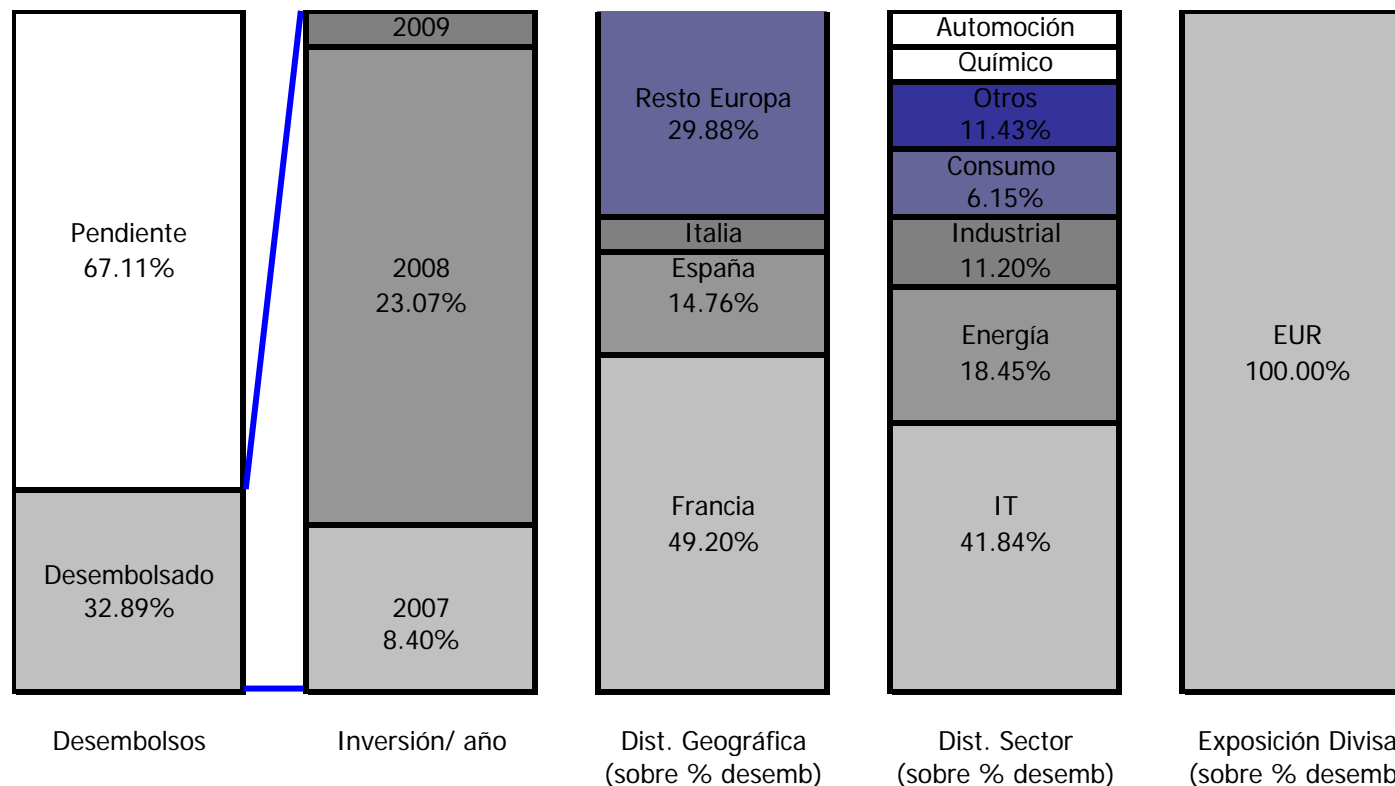 Pendiente
67.11%
Desembolsado
32.89%
Desembolsos
2009
2008
23.07%
2007
8.40%
Inversión/ año
Resto Europa
29.88%
Italia
España
14.76%
Francia
49.20%
Dist. Geográfica
(sobre % desemb)
Automoción
Químico
Otros
11.43%
Consumo
6.15%
Industrial
11.20%
Energía
18.45%
IT
41.84%
Dist. Sector
(sobre % desemb)
EUR
100.00%
Exposición Divisa
(sobre % desemb